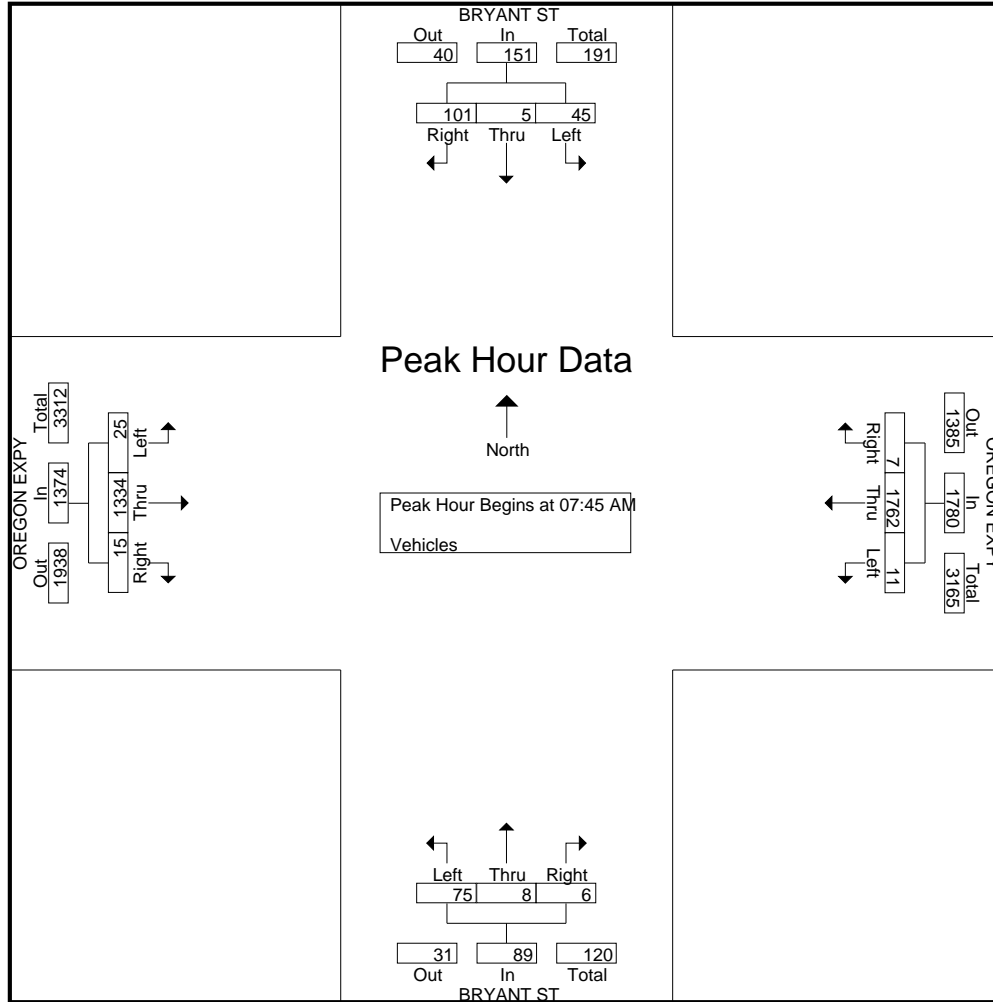 BRYANT ST
Out In Total
40 151 191
101 5 45
Right Thru Left
Peak Hour Data
North
Peak Hour Begins at 07:45 AM
Vehicles
OREGON EXPY
Total In Out
3312 1374 1938
25 1334 15
Left Thru Right
OREGON EXPY
Out In Total
1385 1780 3165
7 1762 11
Right Thru Left
Left Thru Right
75 8 6
31 89 120
Out In Total
BRYANT ST